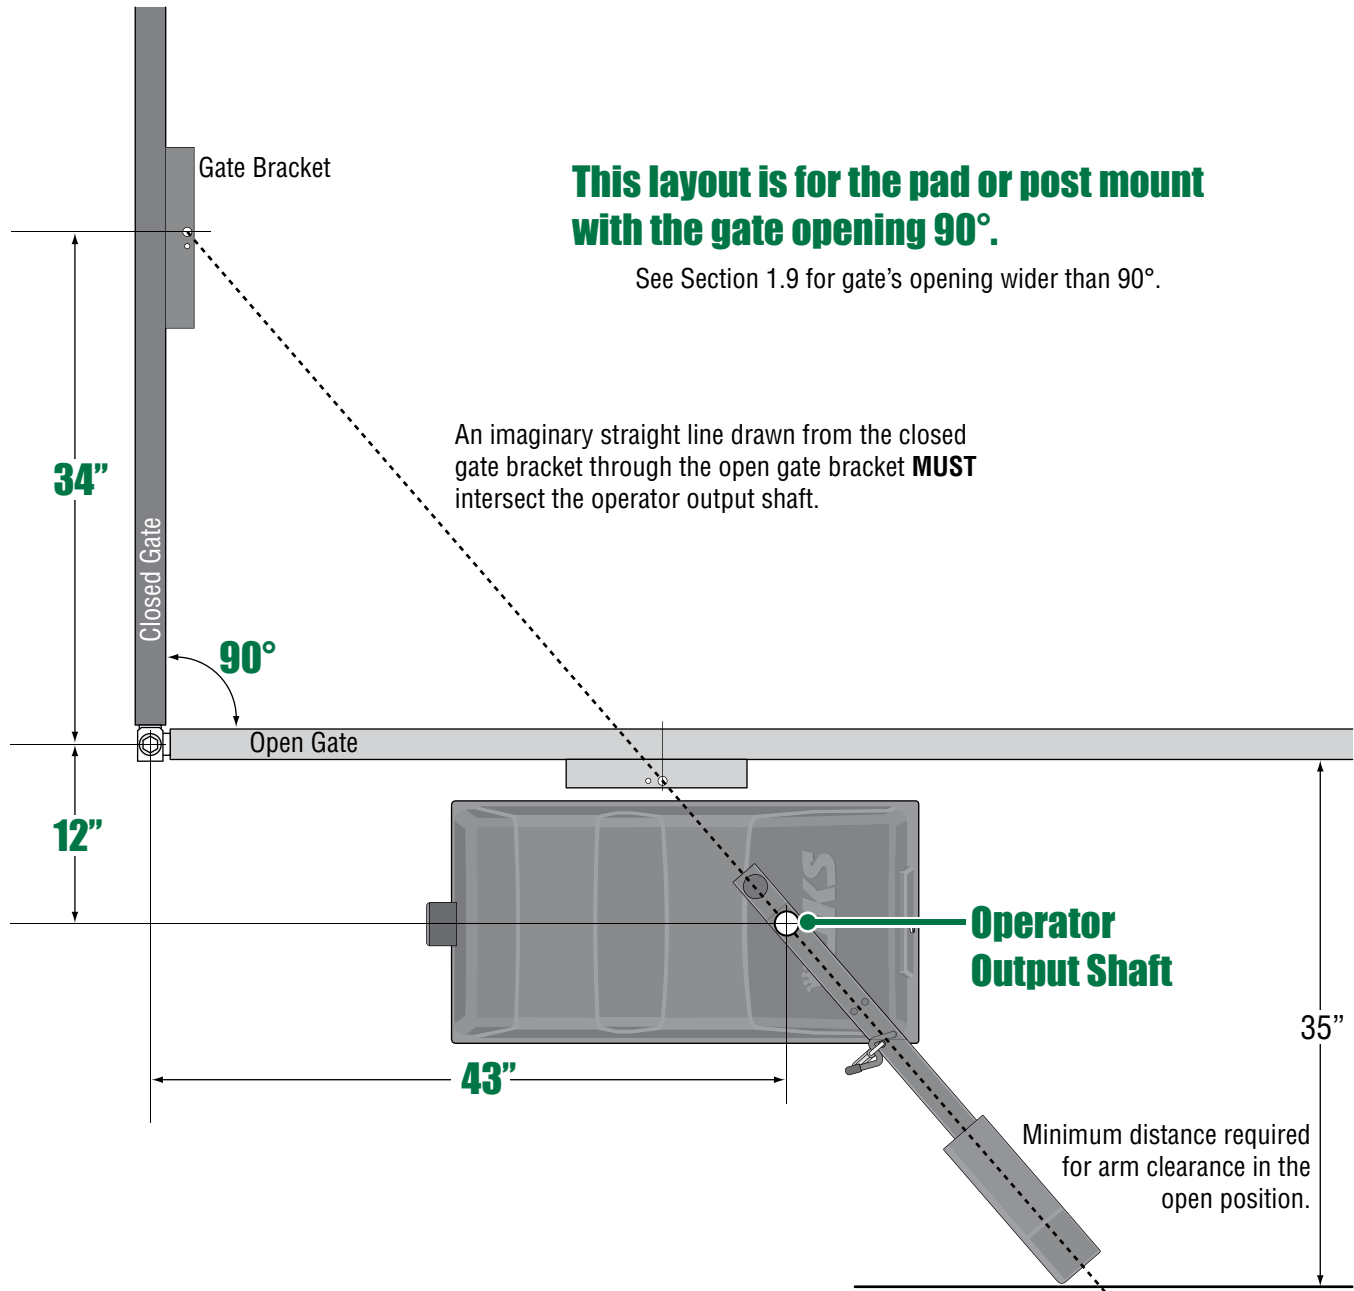 Gate Bracket
This layout is for the pad or post mount
with the gate opening 90°.
See Section 1.9 for gate’s opening wider than 90°.
An imaginary straight line drawn from the closed
gate bracket through the open gate bracket MUST
intersect the operator output shaft.
34”
Closed Gate
90°
Open Gate
12”
Operator
Output Shaft
35”
43”
Minimum distance required
for arm clearance in the
open position.